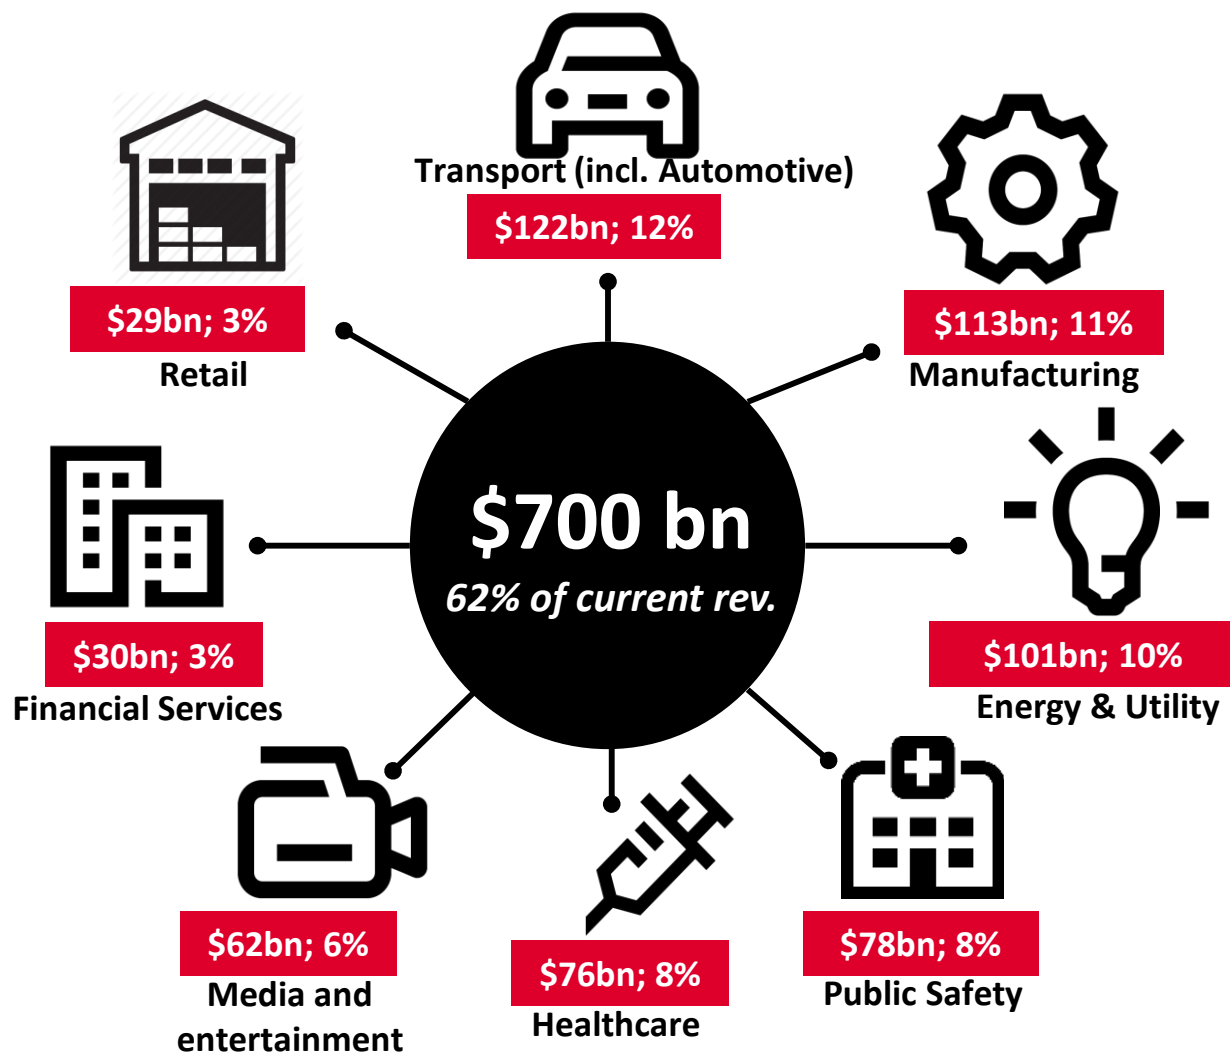 Transport (incl. Automotive)
$122bn; 12%
$29bn; 3%
Retail
$113bn; 11%
Manufacturing
$700 bn
62% of current rev.
$30bn; 3%
Financial Services
$101bn; 10%
Energy & Utility
$62bn; 6%
Media and
entertainment
$76bn; 8%
Healthcare
$78bn; 8%
Public Safety